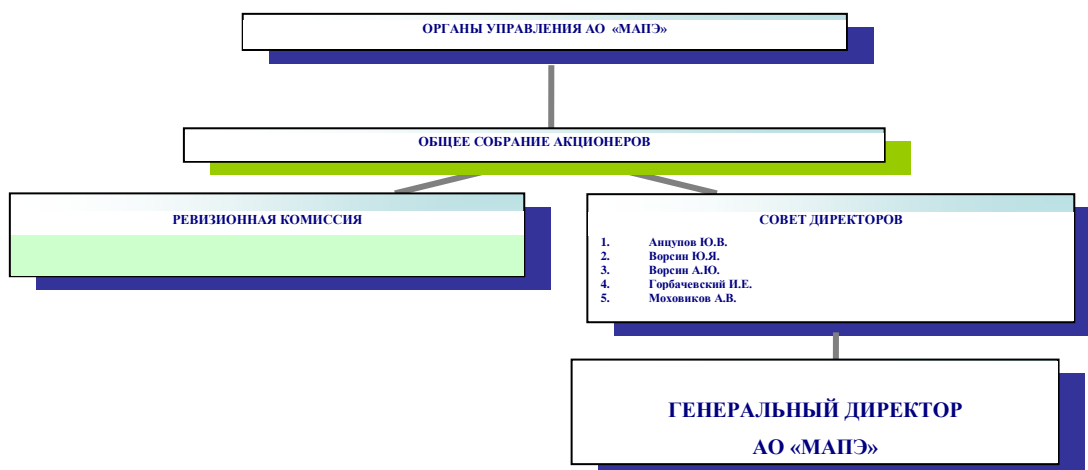 ОРГАНЫ УПРАВЛЕНИЯ АО «МАПЭ»
ОБЩЕЕ СОБРАНИЕ АКЦИОНЕРОВ
РЕВИЗИОННАЯ КОМИССИЯ
СОВЕТ ДИРЕКТОРОВ
1. Анцупов Ю.В.
2. Ворсин Ю.Я.
3. Ворсин А.Ю.
4. Горбачевский И.Е.
5. Моховиков А.В.
ГЕНЕРАЛЬНЫЙ ДИРЕКТОР
АО «МАПЭ»